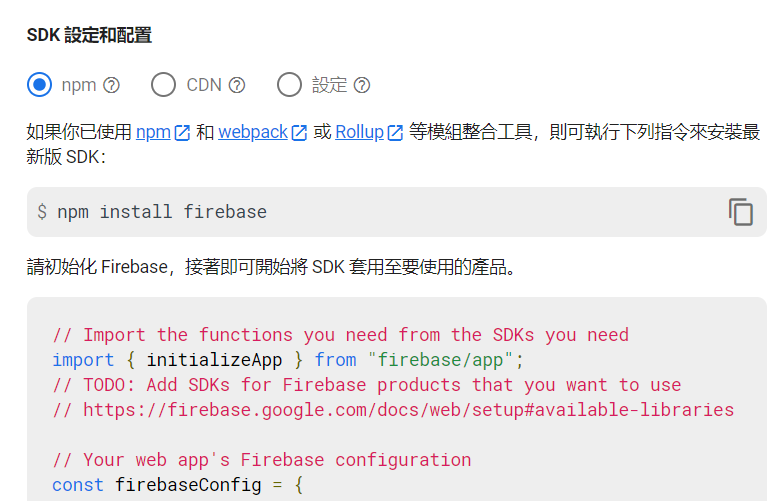 SDK 設定和配置
npm CDN 設定
如果你已使用 npm 和 webpack 或 Rollup 等模組整合工具，則可執行下列指令來安裝最
新版 SDK：
$ npm install firebase
請初始化 Firebase，接著即可開始將 SDK 套用至要使用的產品。
// Import the functions you need from the SDKs you need
import { initializeApp } from "firebase/app";
// TODO: Add SDKs for Firebase products that you want to use
// https://firebase.google.com/docs/web/setup#available-libraries
// Your web app's Firebase configuration
const firebaseConfig = {